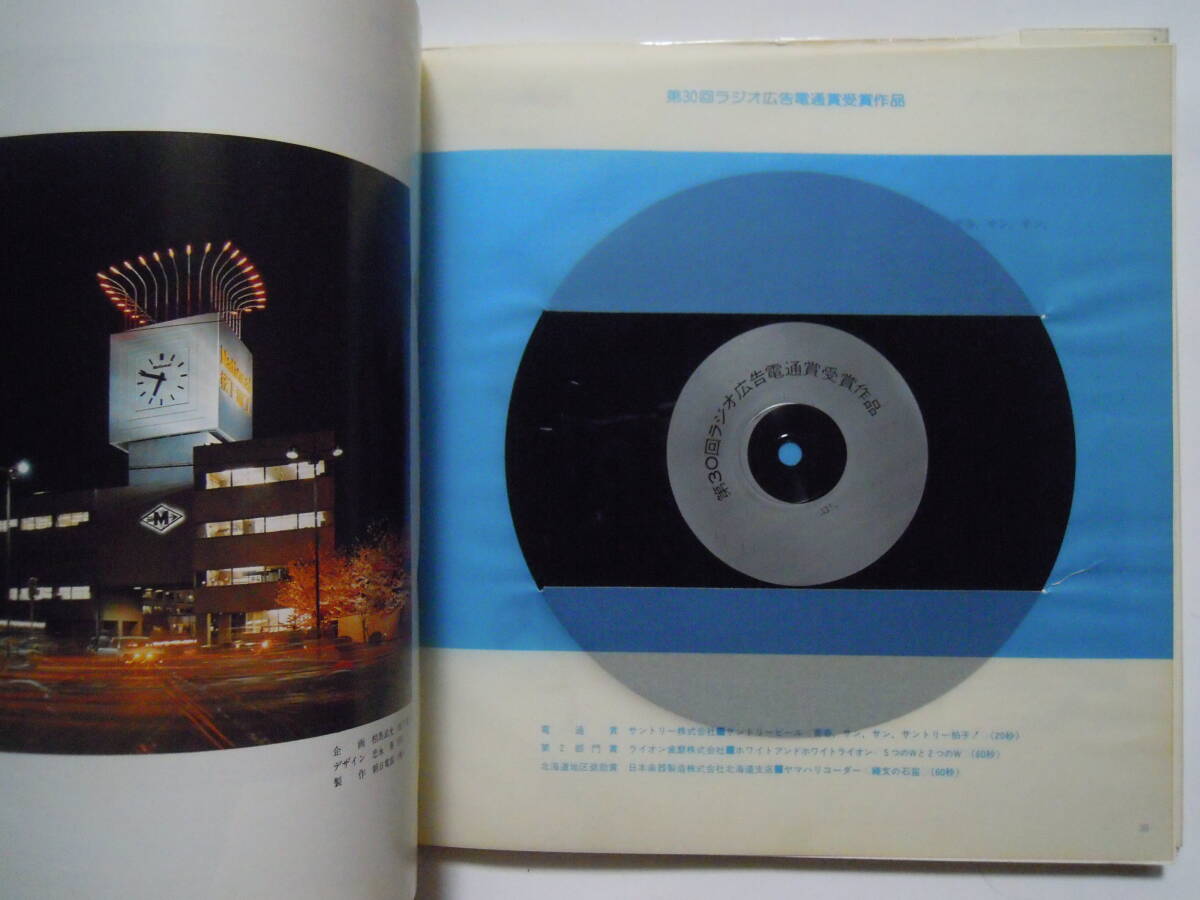 National
M
企画
デザイン
製作
第30回ラジオ広告電通賞受賞作品
サン、サン、
第30回ラジオ広告電通賞受賞作品
電通賞 サントリー株式会社■サントリービール:青春、サン、サン、サントリー拍子! (20秒)
第2部門賞 ライオン歯磨株式会社■ホワイトアンドホワイトライオン:5つのWと2つのW (60秒)
北海道地区奨励賞 日本楽器製造株式会社北海道支店■ヤマハリコーダー:縄文の石笛 (60秒)